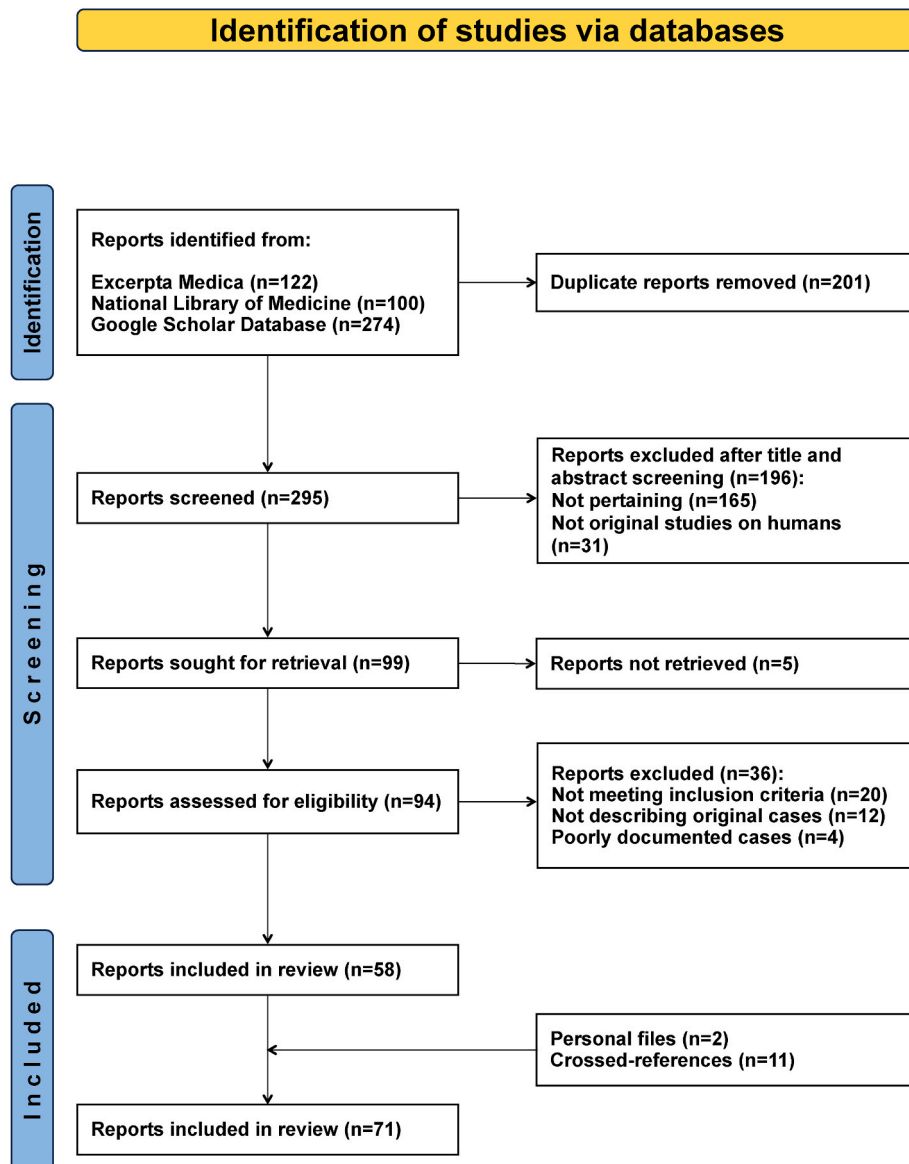 Identification of studies via databases
Identification
Reports identified from:
Excerpta Medica (n=122)
National Library of Medicine (n=100)
Google Scholar Database (n=274)
Duplicate reports removed (n=201)
Screening
Reports screened (n=295)
Reports excluded after title and
abstract screening (n=196):
Not pertaining (n=165)
Not original studies on humans
(n=31)
Reports sought for retrieval (n=99)
Reports not retrieved (n=5)
Reports assessed for eligibility (n=94)
Reports excluded (n=36):
Not meeting inclusion criteria (n=20)
Not describing original cases (n=12)
Poorly documented cases (n=4)
Included
Reports included in review (n=58)
Personal files (n=2)
Crossed-references (n=11)
Reports included in review (n=71)